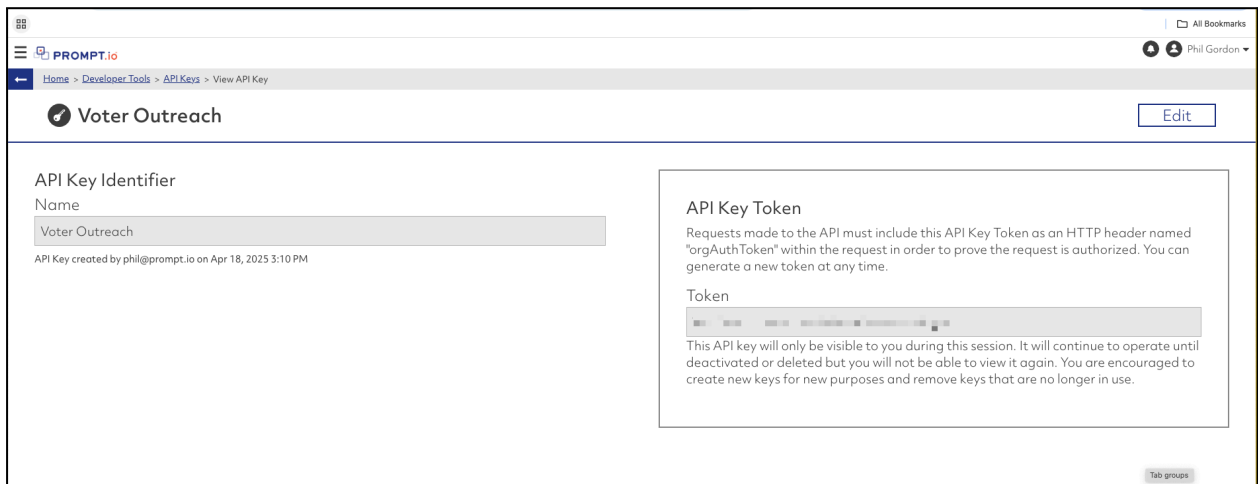 All Bookmarks
PROMPT.io
Phil Gordon
Home > Developer Tools > API Keys > View API Key
Voter Outreach
Edit
API Key Identifier
Name
Voter Outreach
API Key created by phil@prompt.io on Apr 18, 2025 3:10 PM
API Key Token
Requests made to the API must include this API Key Token as an HTTP header named
"orgAuthToken" within the request in order to prove the request is authorized. You can
generate a new token at any time.
Token
This API key will only be visible to you during this session. It will continue to operate until
deactivated or deleted but you will not be able to view it again. You are encouraged to
create new keys for new purposes and remove keys that are no longer in use.
Tab groups